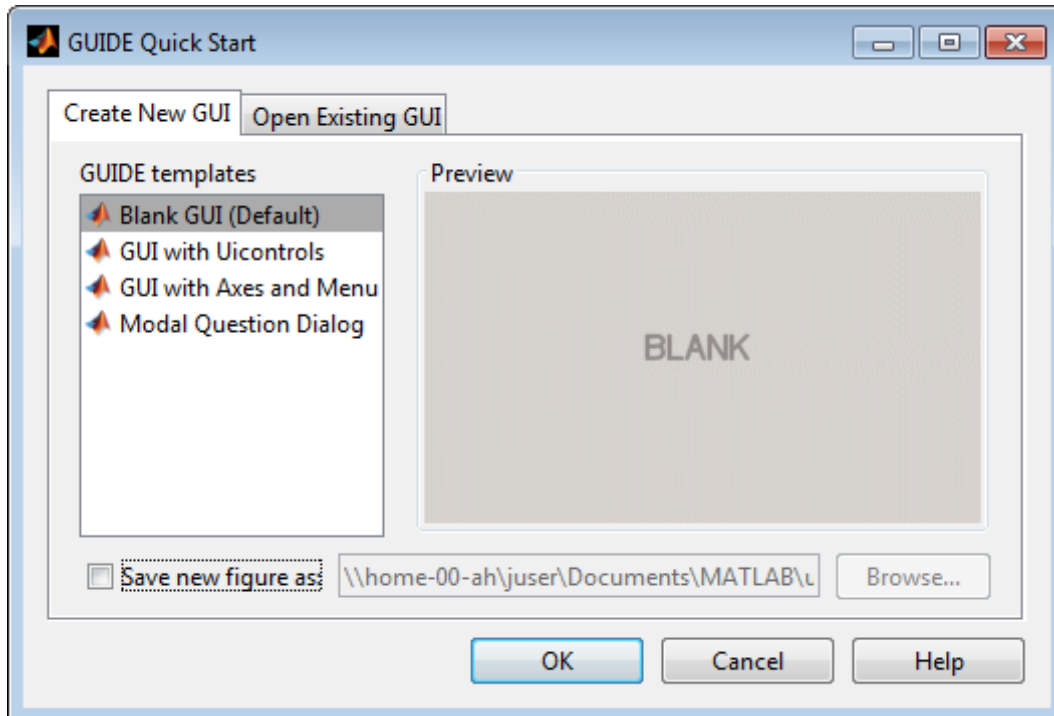 GUIDE Quick Start
Create New GUI
Open Existing GUI
GUIDE templates
Blank GUI (Default)
GUI with Uicontrols
GUI with Axes and Menu
Modal Question Dialog
Preview
BLANK
Save new figure as:
\\home-00-ah\juser\Documents\MATLAB\u
Browse...
OK
Cancel
Help